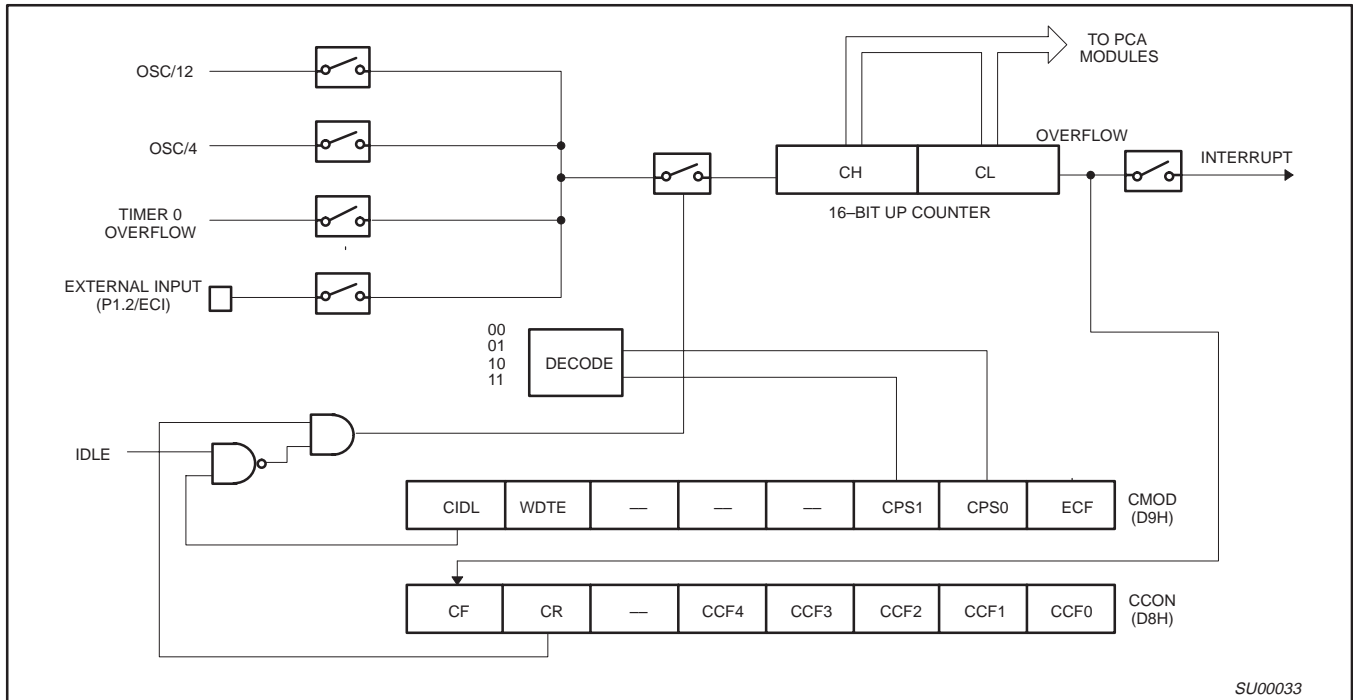 TO PCA
MODULES
OSC/12
OSC/4
OVERFLOW
INTERRUPT
CH
CL
16–BIT UP COUNTER
TIMER 0
OVERFLOW
EXTERNAL INPUT
(P1.2/ECI)
00
01
10
11
DECODE
IDLE
CIDL WDTE –– –– –– CPS1 CPS0 ECF
CMOD
(D9H)
CF CR –– CCF4 CCF3 CCF2 CCF1 CCF0
CCON
(D8H)
SU00033